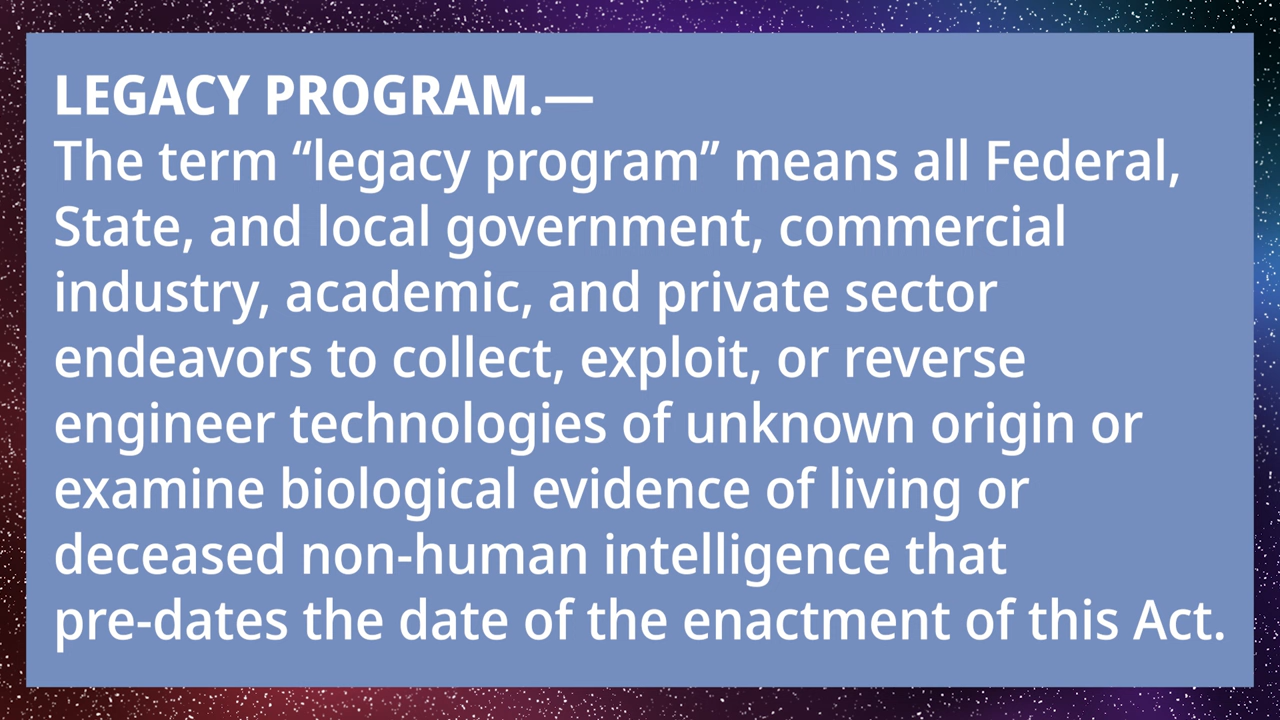 LEGACY PROGRAM.—
The term “legacy program” means all Federal,
State, and local government, commercial
industry, academic, and private sector
endeavors to collect, exploit, or reverse
engineer technologies of unknown origin or
examine biological evidence of living or
deceased non-human intelligence that
pre-dates the date of the enactment of this Act.